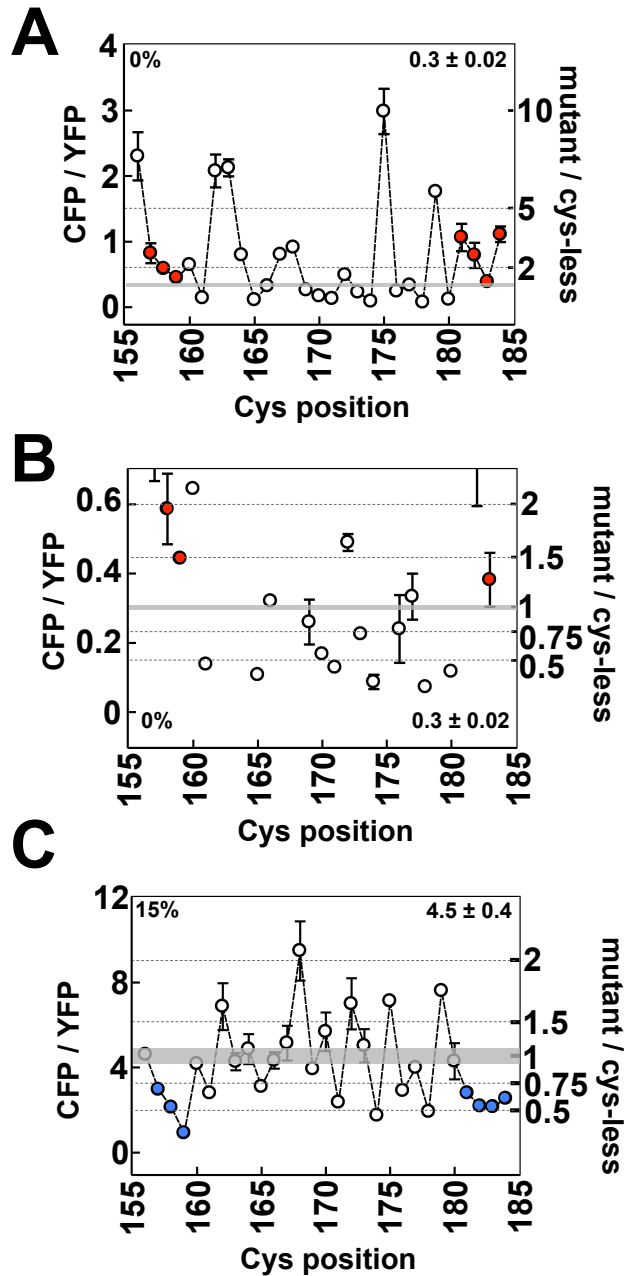 A
0% 0.3 ± 0.02
4
3
2
1
0
CFP / YFP
10
5
2
mutant / cys-less
155 160 165 170 175 180 185
Cys position
B
0.6
0.4
0.2
0
CFP / YFP
2
1.5
1
0.75
0.5
mutant / cys-less
0% 0.3 ± 0.02
155 160 165 170 175 180 185
Cys position
C
15% 4.5 ± 0.4
12
8
4
0
CFP / YFP
2
1.5
1
0.75
0.5
mutant / cys-less
155 160 165 170 175 180 185
Cys position